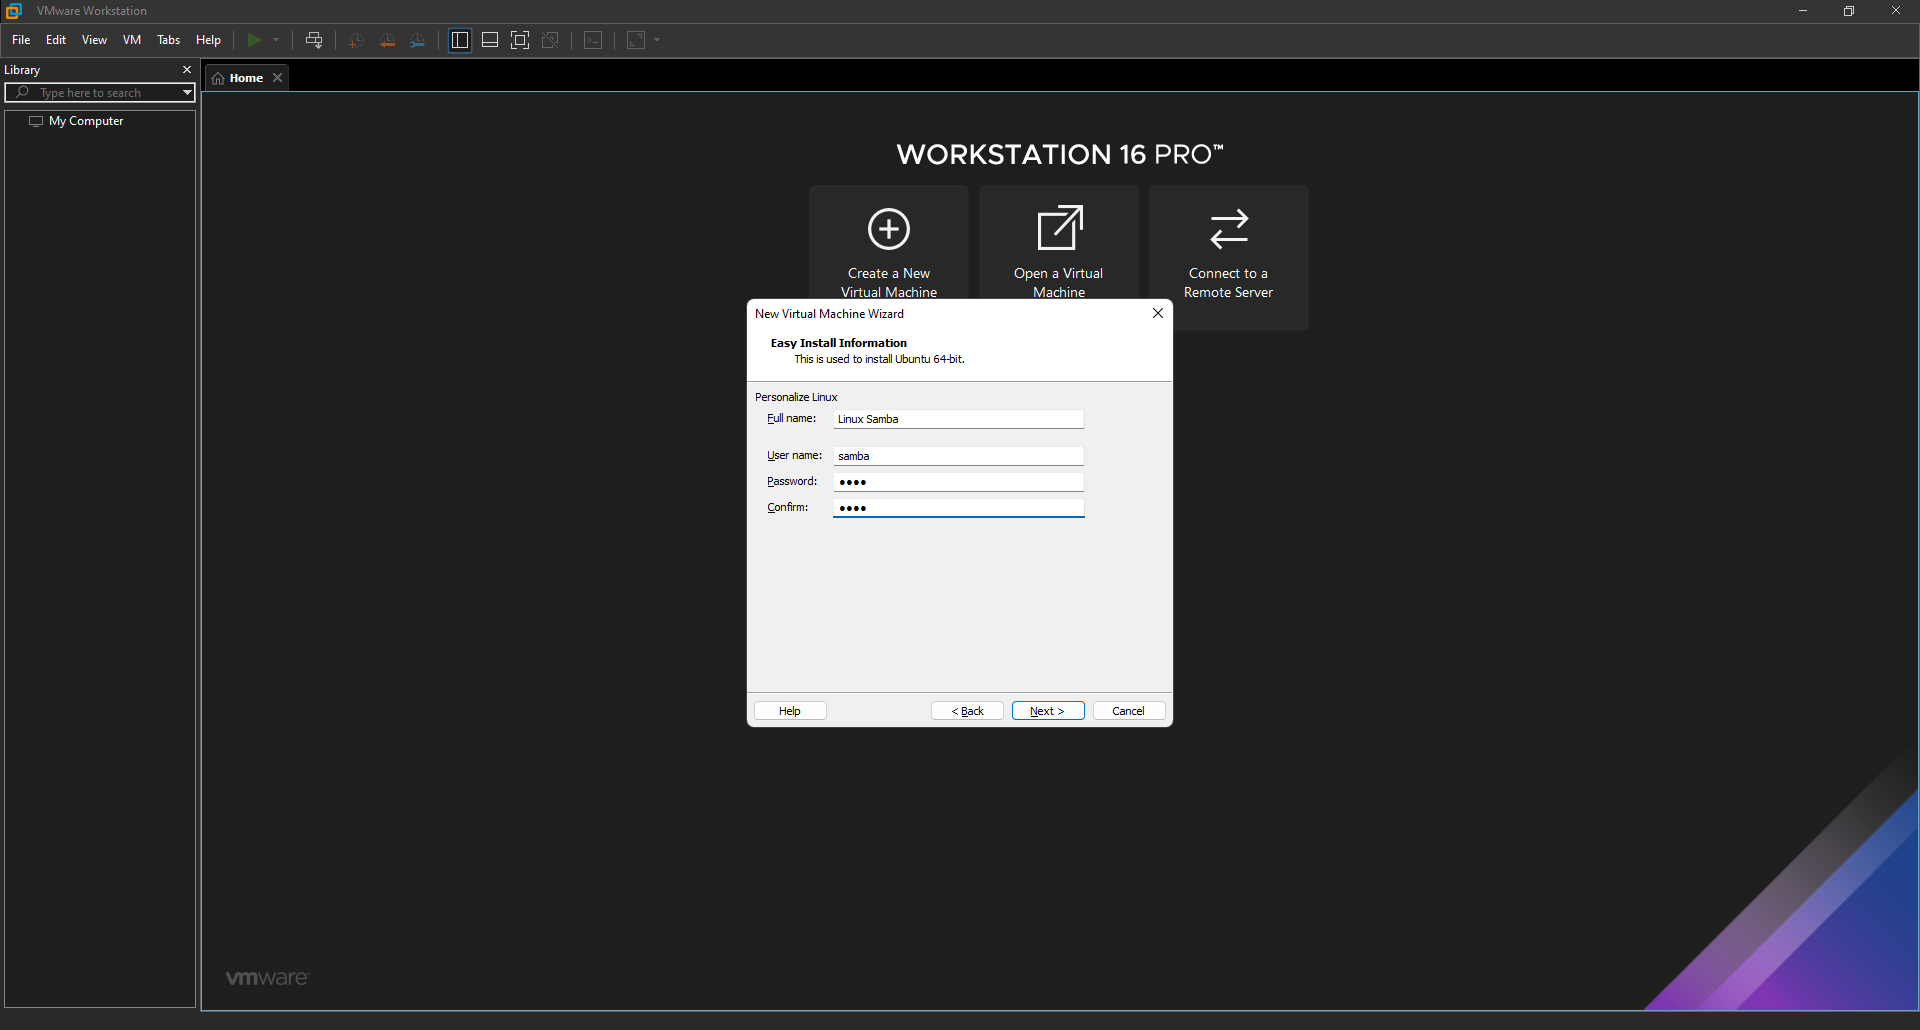 VMware Workstation
File Edit View VM Tabs Help
Library
Type here to search
My Computer
Home
WORKSTATION 16 PRO™
Create a New
Virtual Machine
Open a Virtual
Machine
Connect to a
Remote Server
New Virtual Machine Wizard
Easy Install Information
This is used to install Ubuntu 64-bit.
Personalize Linux
Full name: Linux Samba
User name: samba
Password: ••••
Confirm: ••••
Help < Back Next > Cancel
vmware